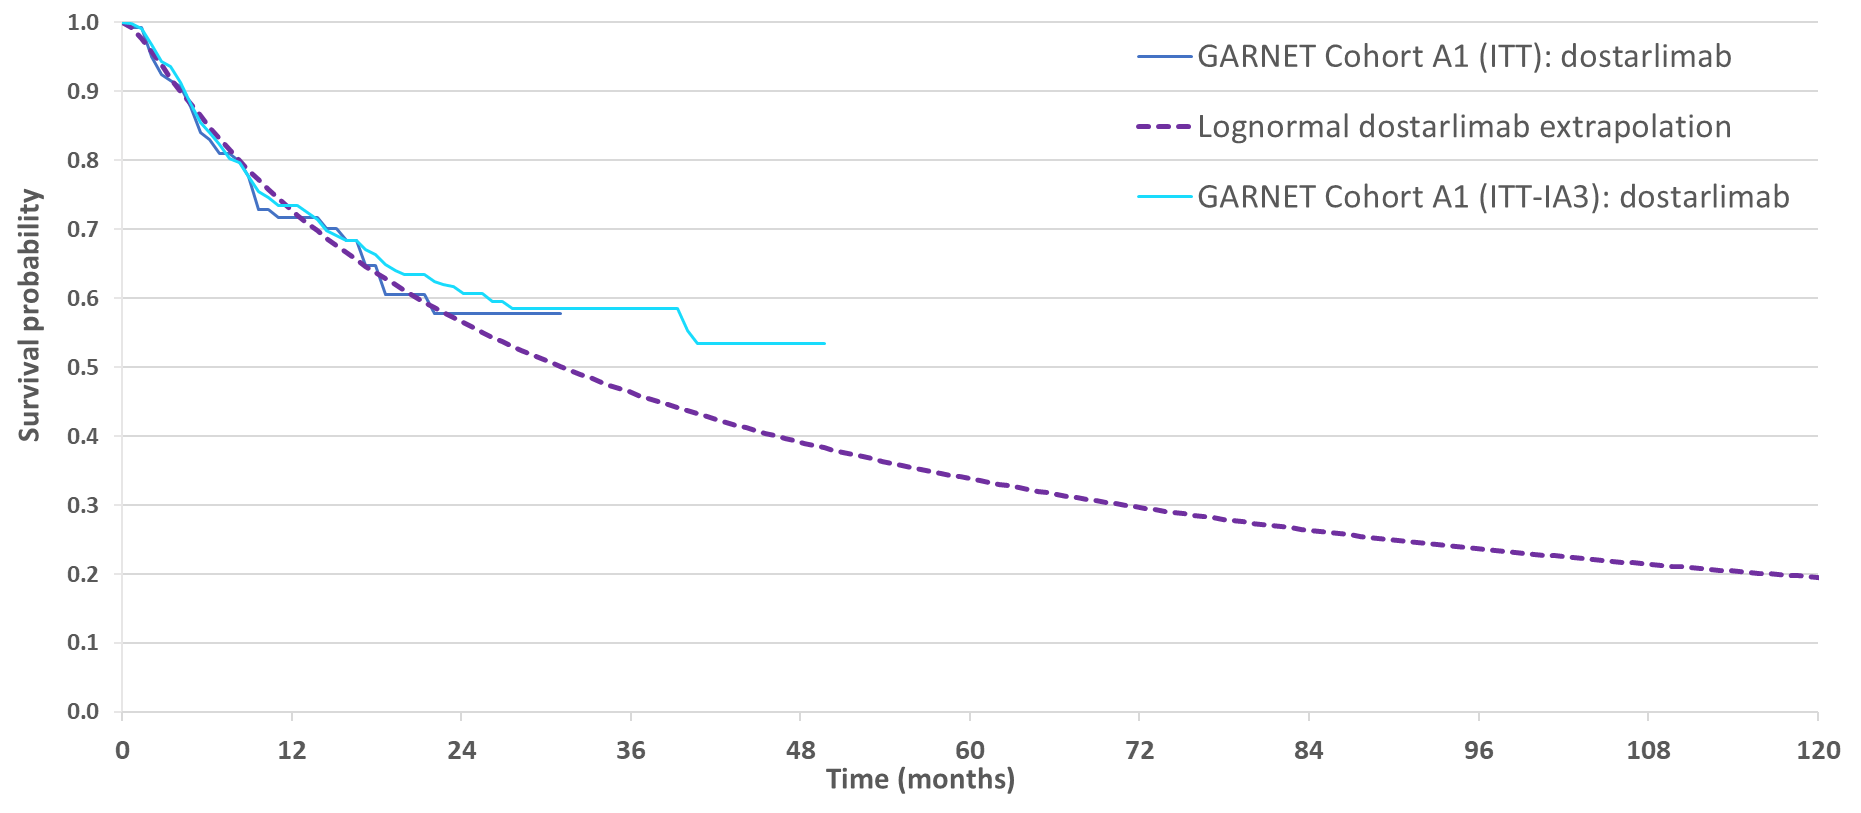 GARNET Cohort A1 (ITT): dostarlimab
Lognormal dostarlimab extrapolation
GARNET Cohort A1 (ITT-IA3): dostarlimab
Survival probability
1.0
0.9
0.8
0.7
0.6
0.5
0.4
0.3
0.2
0.1
0.0
0 12 24 36 48 60 72 84 96 108 120
Time (months)